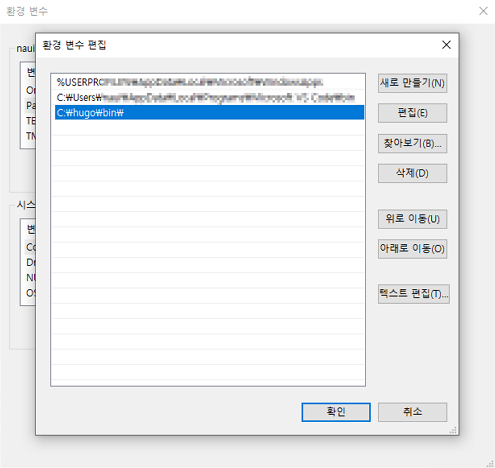 환경 변수
환경 변수 편집
%USERPRO
C:₩Users₩
C:₩hugo₩bin₩
새로 만들기(N)
편집(E)
찾아보기(B)...
삭제(D)
위로 이동(U)
아래로 이동(O)
텍스트 편집(T)...
확인
취소
naui
변
Or
Pa
TE
TN
시스
변
Co
Dr
NU
OS